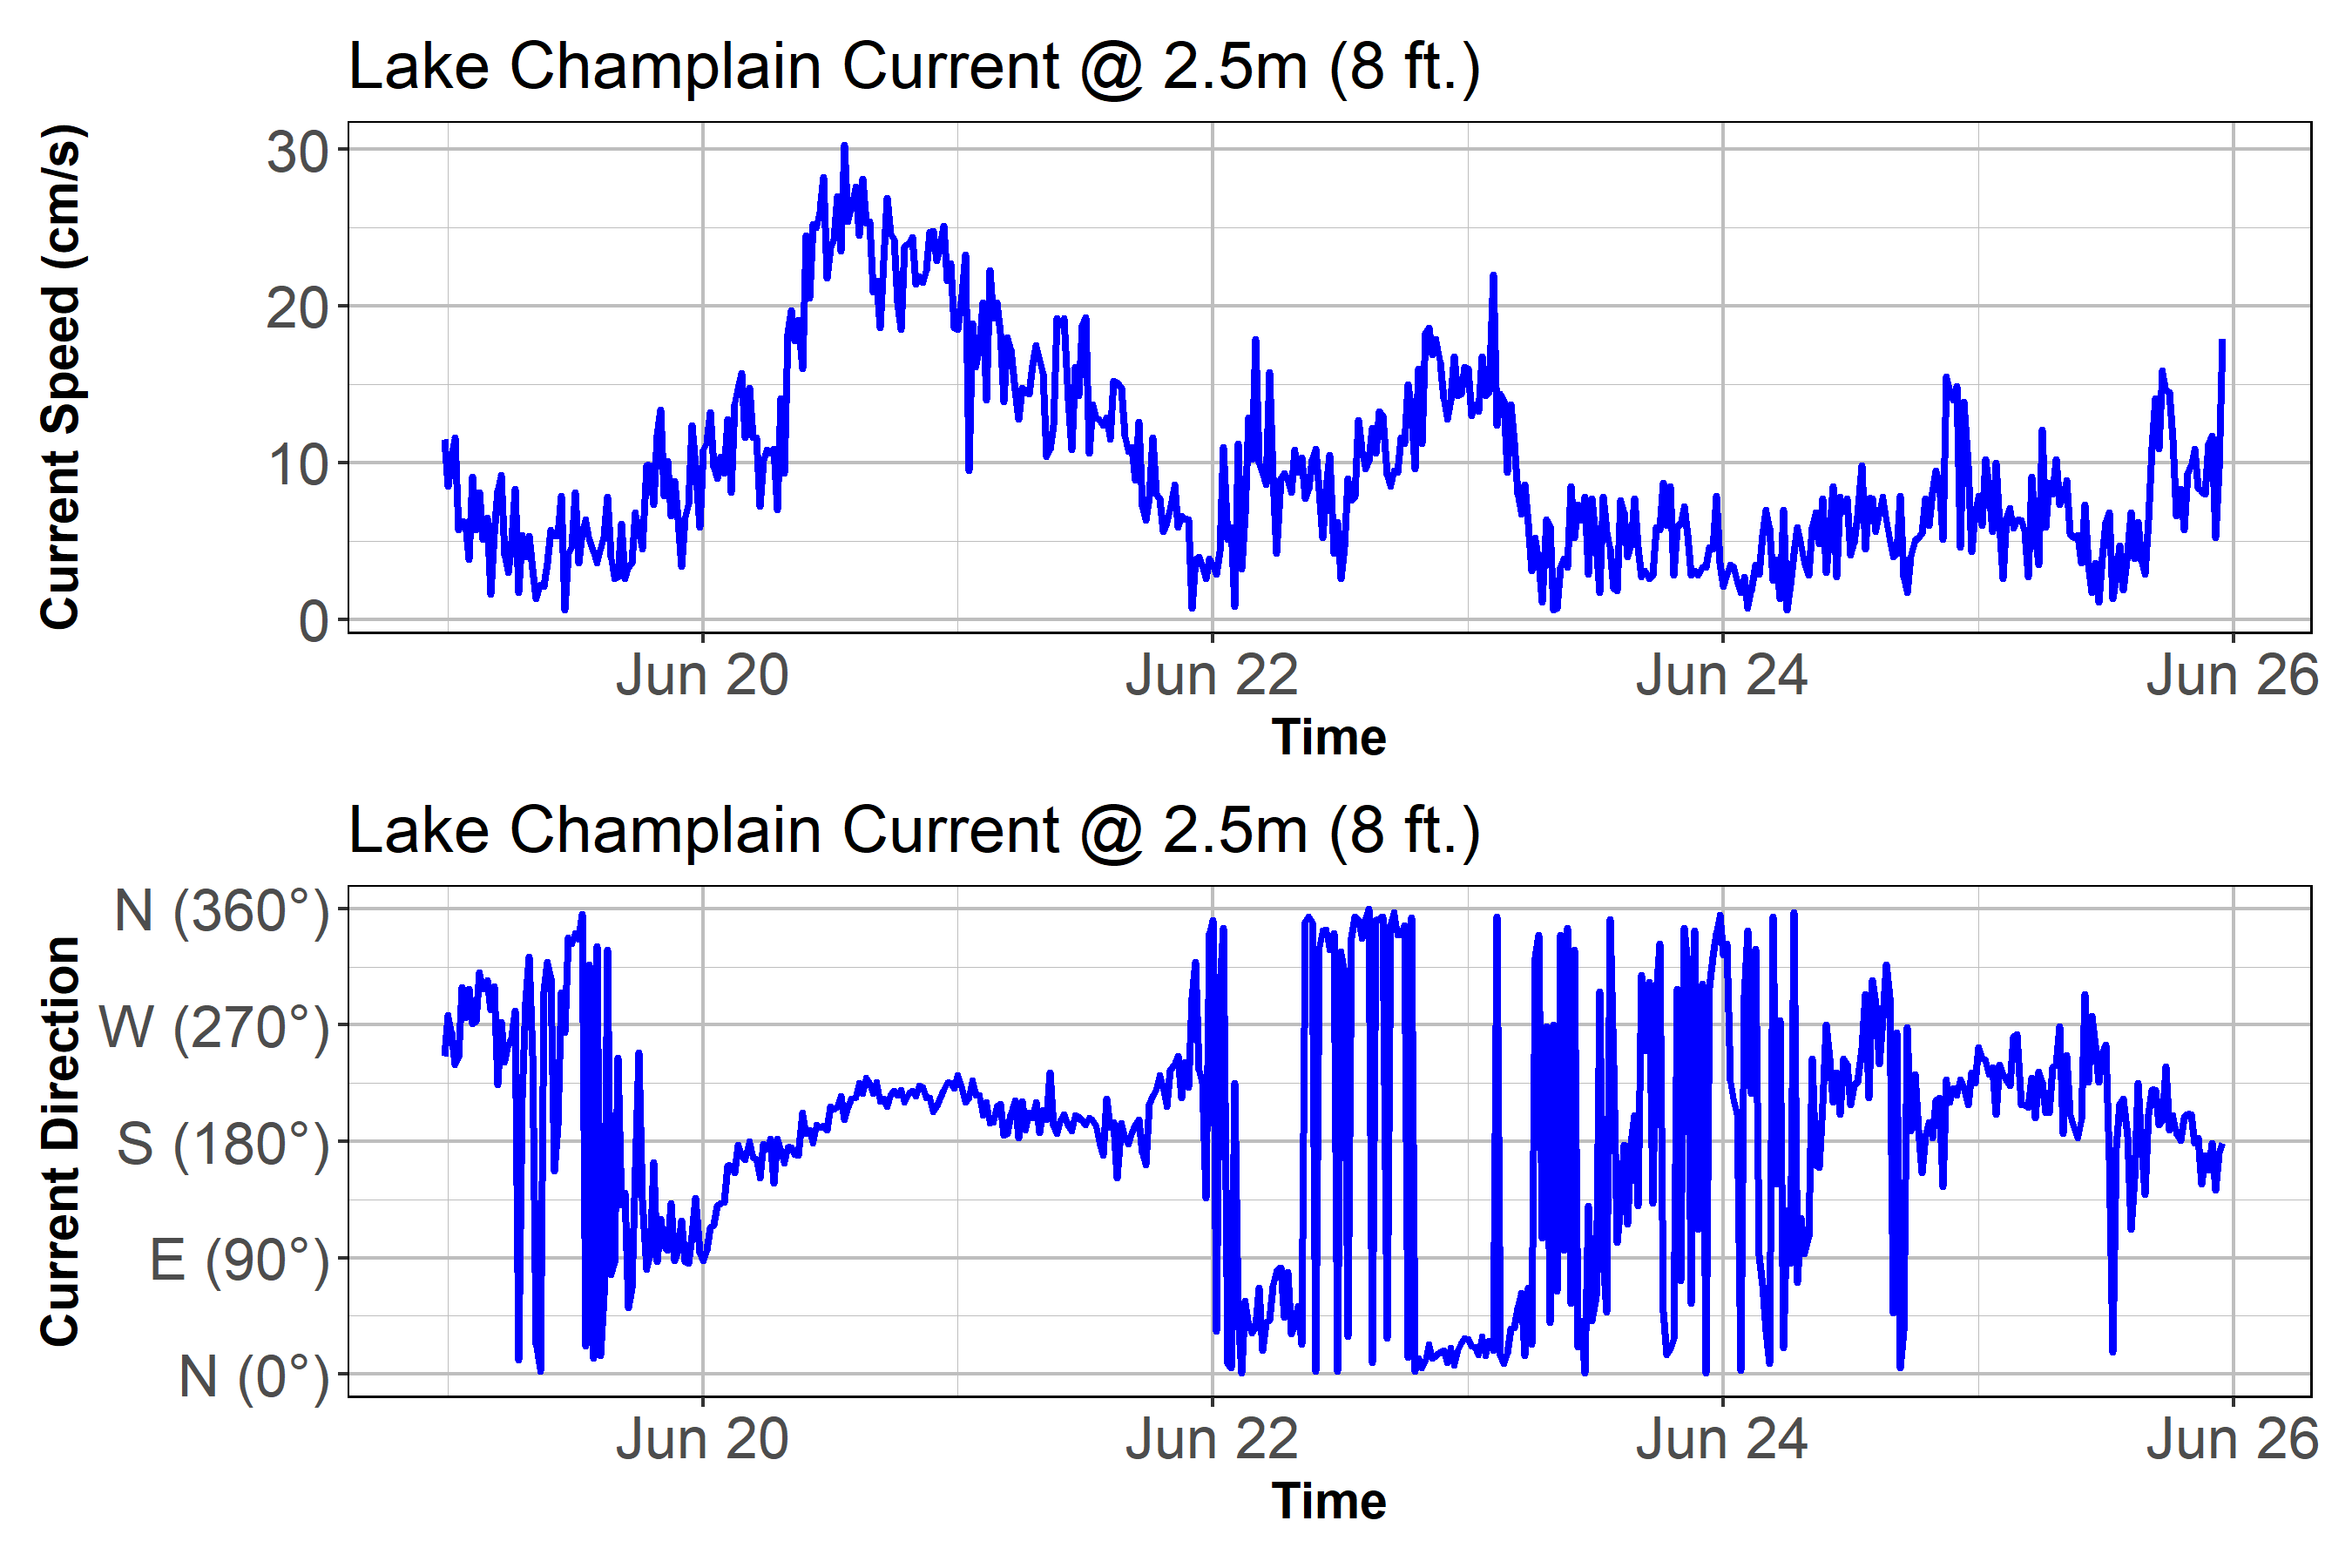 Lake Champlain Current @ 2.5m (8 ft.)
Current Speed (cm/s)
30
20
10
0
Jun 20 Jun 22 Jun 24 Jun 26
Time
Lake Champlain Current @ 2.5m (8 ft.)
Current Direction
N (360°)
W (270°)
S (180°)
E (90°)
N (0°)
Jun 20 Jun 22 Jun 24 Jun 26
Time